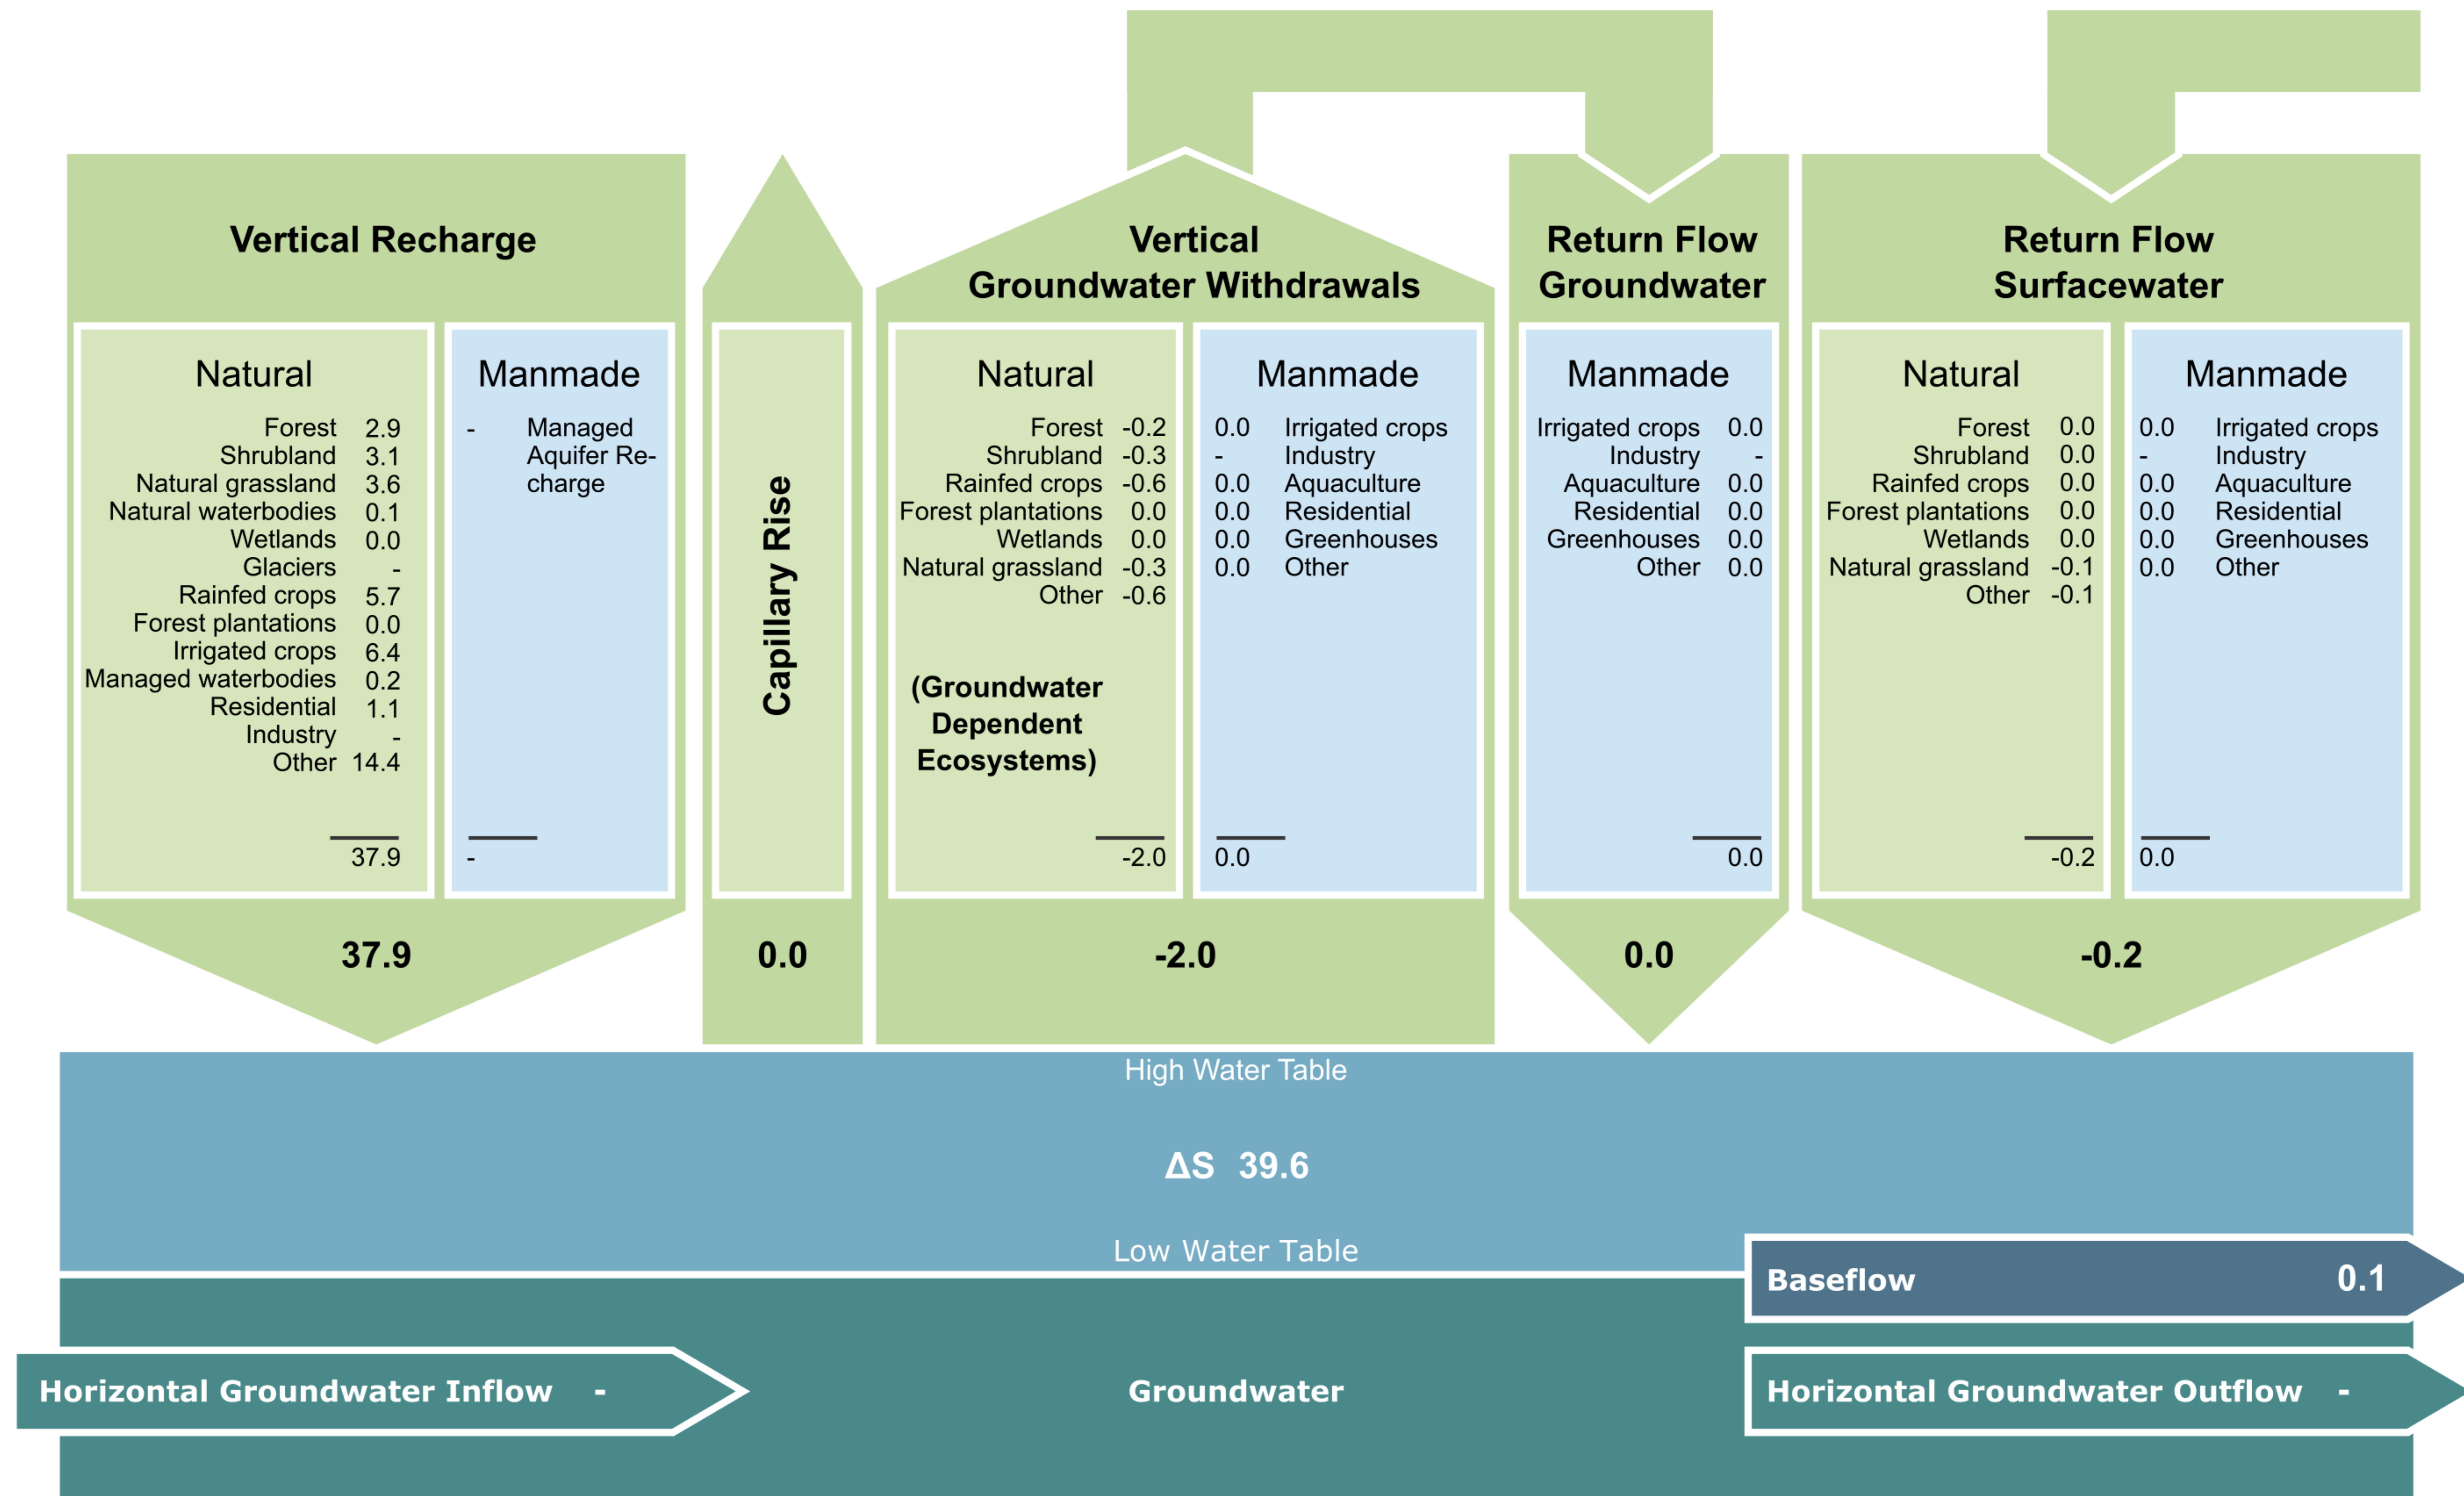 Vertical Recharge
Natural
Forest 2.9
Shrubland 3.1
Natural grassland 3.6
Natural waterbodies 0.1
Wetlands 0.0
Glaciers -
Rainfed crops 5.7
Forest plantations 0.0
Irrigated crops 6.4
Managed waterbodies 0.2
Residential 1.1
Industry -
Other 14.4
37.9
Manmade
- Managed
Aquifer Re-
charge
-
37.9
Capillary Rise
0.0
Vertical
Groundwater Withdrawals
Natural
Forest -0.2
Shrubland -0.3
Rainfed crops -0.6
Forest plantations 0.0
Wetlands 0.0
Natural grassland -0.3
Other -0.6
(Groundwater
Dependent
Ecosystems)
-2.0
Manmade
0.0 Irrigated crops
- Industry
0.0 Aquaculture
0.0 Residential
0.0 Greenhouses
0.0 Other
0.0
-2.0
Return Flow
Groundwater
Manmade
Irrigated crops 0.0
Industry -
Aquaculture 0.0
Residential 0.0
Greenhouses 0.0
Other 0.0
0.0
0.0
Return Flow
Surfacewater
Natural
Forest 0.0
Shrubland 0.0
Rainfed crops 0.0
Forest plantations 0.0
Wetlands 0.0
Natural grassland -0.1
Other -0.1
-0.2
Manmade
0.0 Irrigated crops
- Industry
0.0 Aquaculture
0.0 Residential
0.0 Greenhouses
0.0 Other
0.0
-0.2
High Water Table
ΔS 39.6
Low Water Table
Baseflow 0.1
Horizontal Groundwater Inflow -
Groundwater
Horizontal Groundwater Outflow -